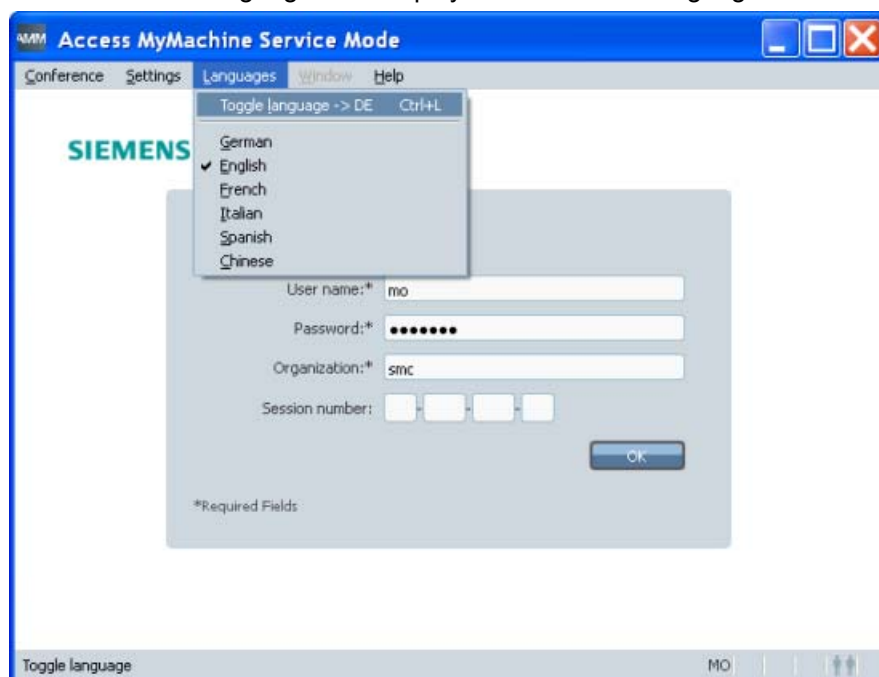 AMM Access MyMachine Service Mode
Conference Settings Languages Window Help
Toggle language -> DE Ctrl+L
SIEMENS
German
✔ English
French
Italian
Spanish
Chinese
User name:* mo
Password:* •••••••
Organization:* smc
Session number: - - -
OK
*Required Fields
Toggle language MO